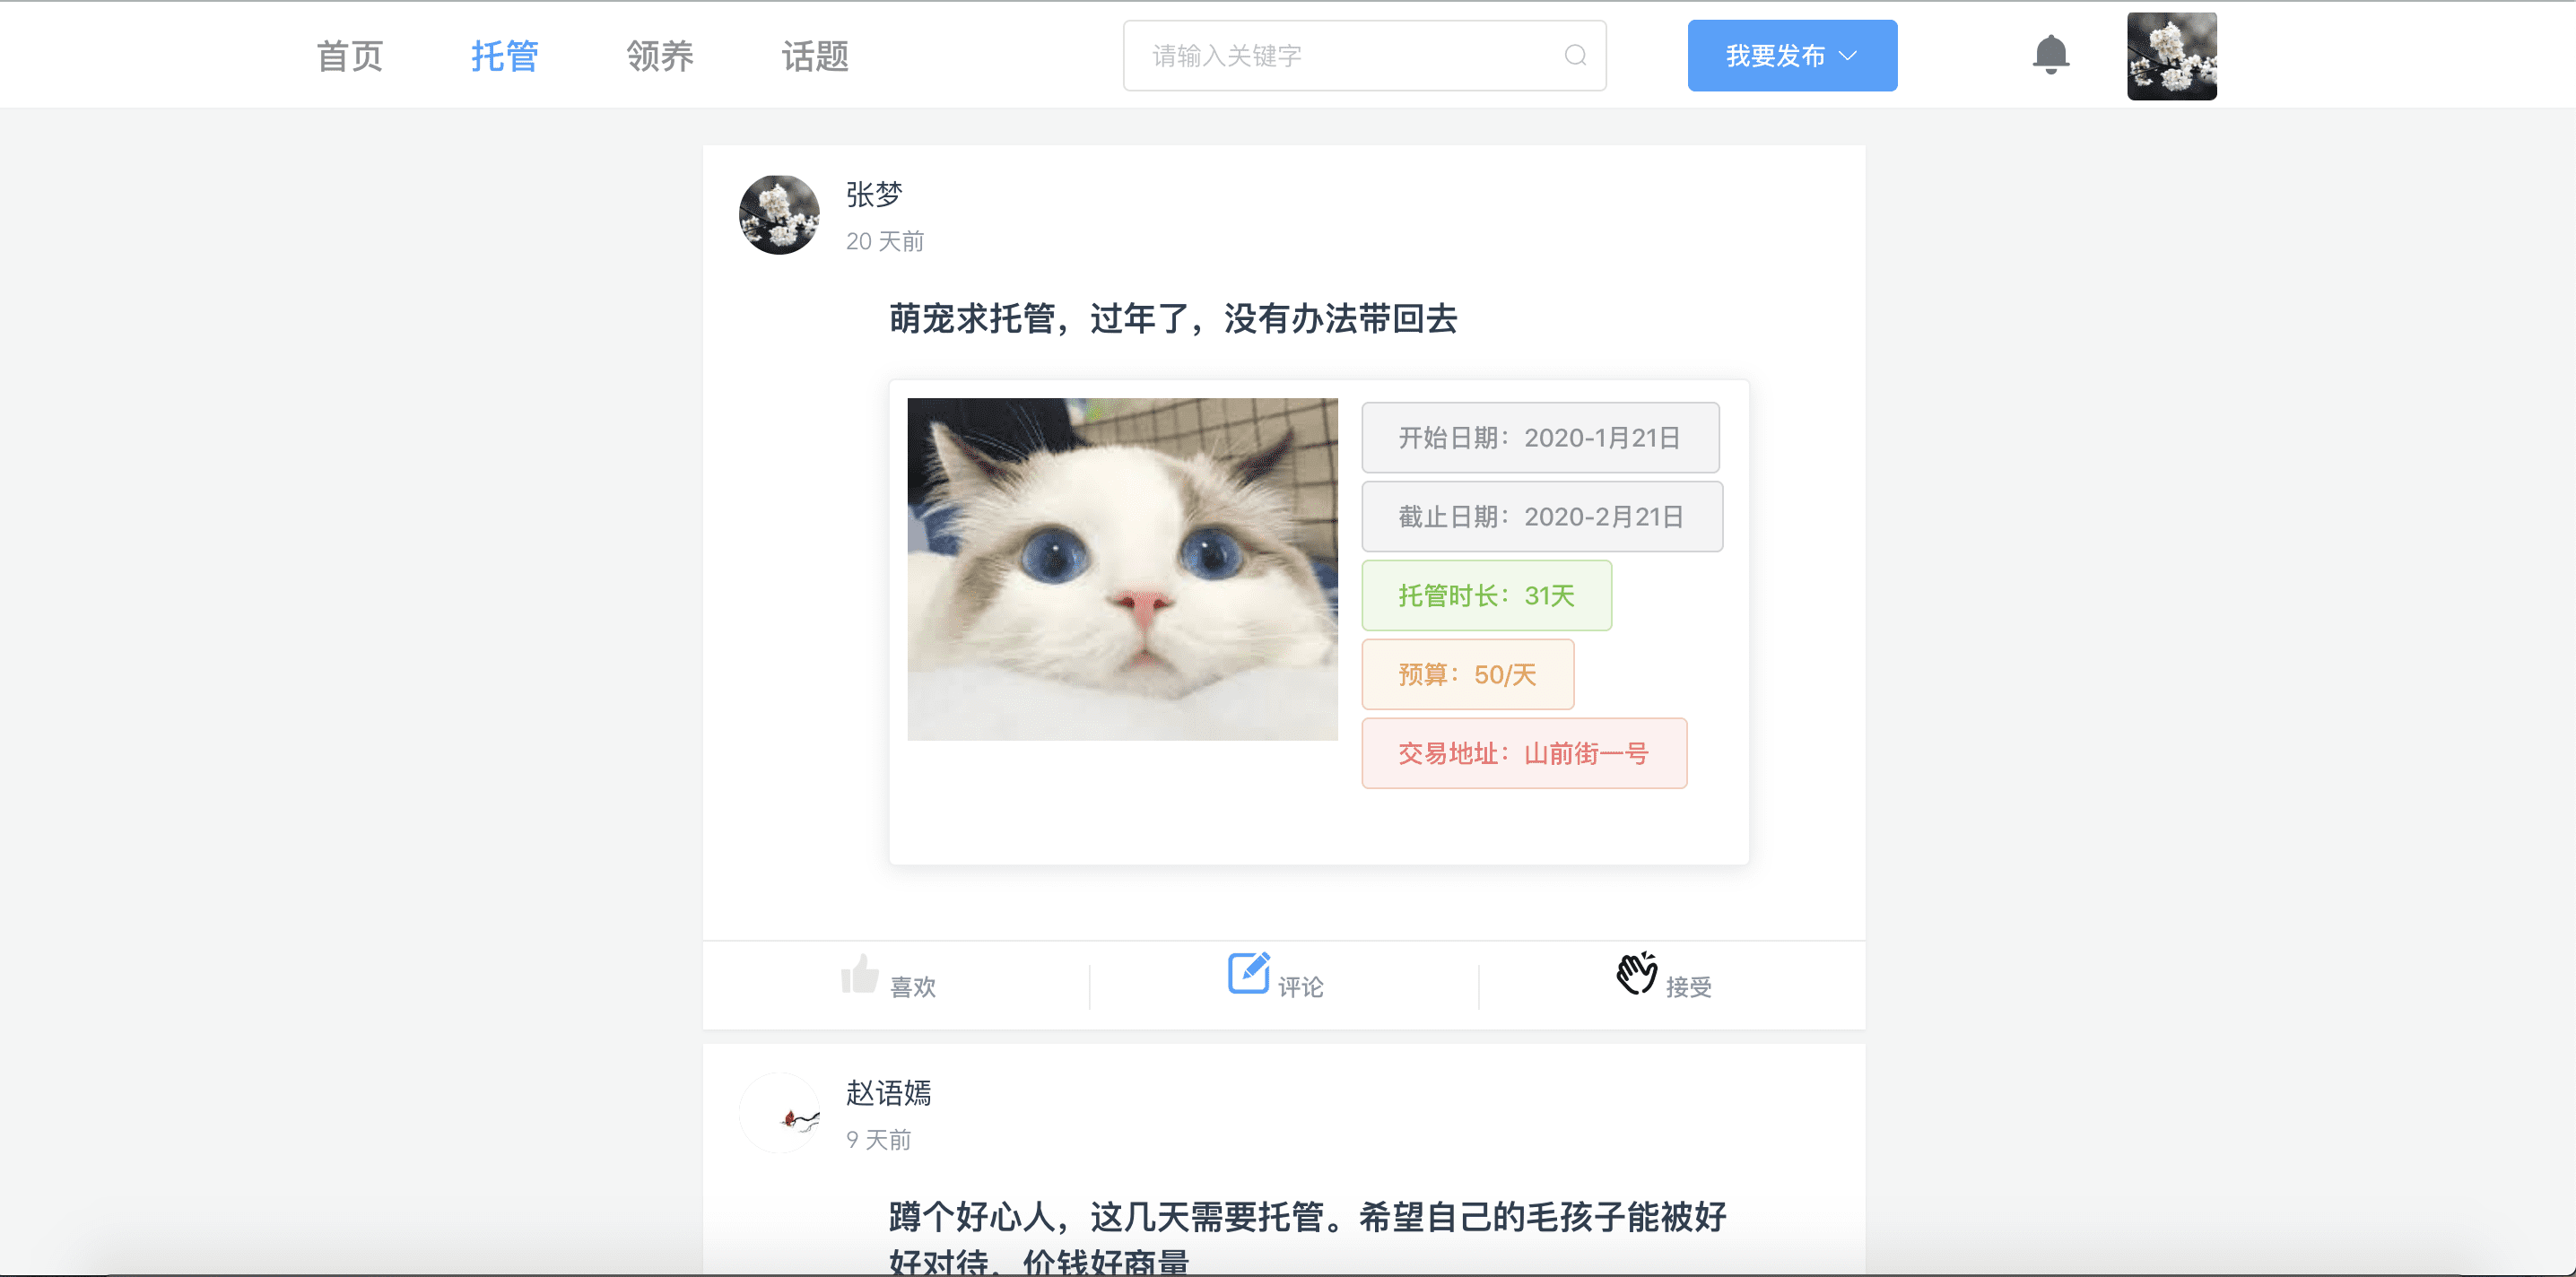 首页 托管 领养 话题 请输入关键字 我要发布
张梦
20 天前
萌宠求托管，过年了，没有办法带回去
开始日期：2020-1月21日
截止日期：2020-2月21日
托管时长：31天
预算：50/天
交易地址：山前街一号
喜欢 评论 接受
赵语嫣
9 天前
蹲个好心人，这几天需要托管。希望自己的毛孩子能被好
好对待，价钱好商量